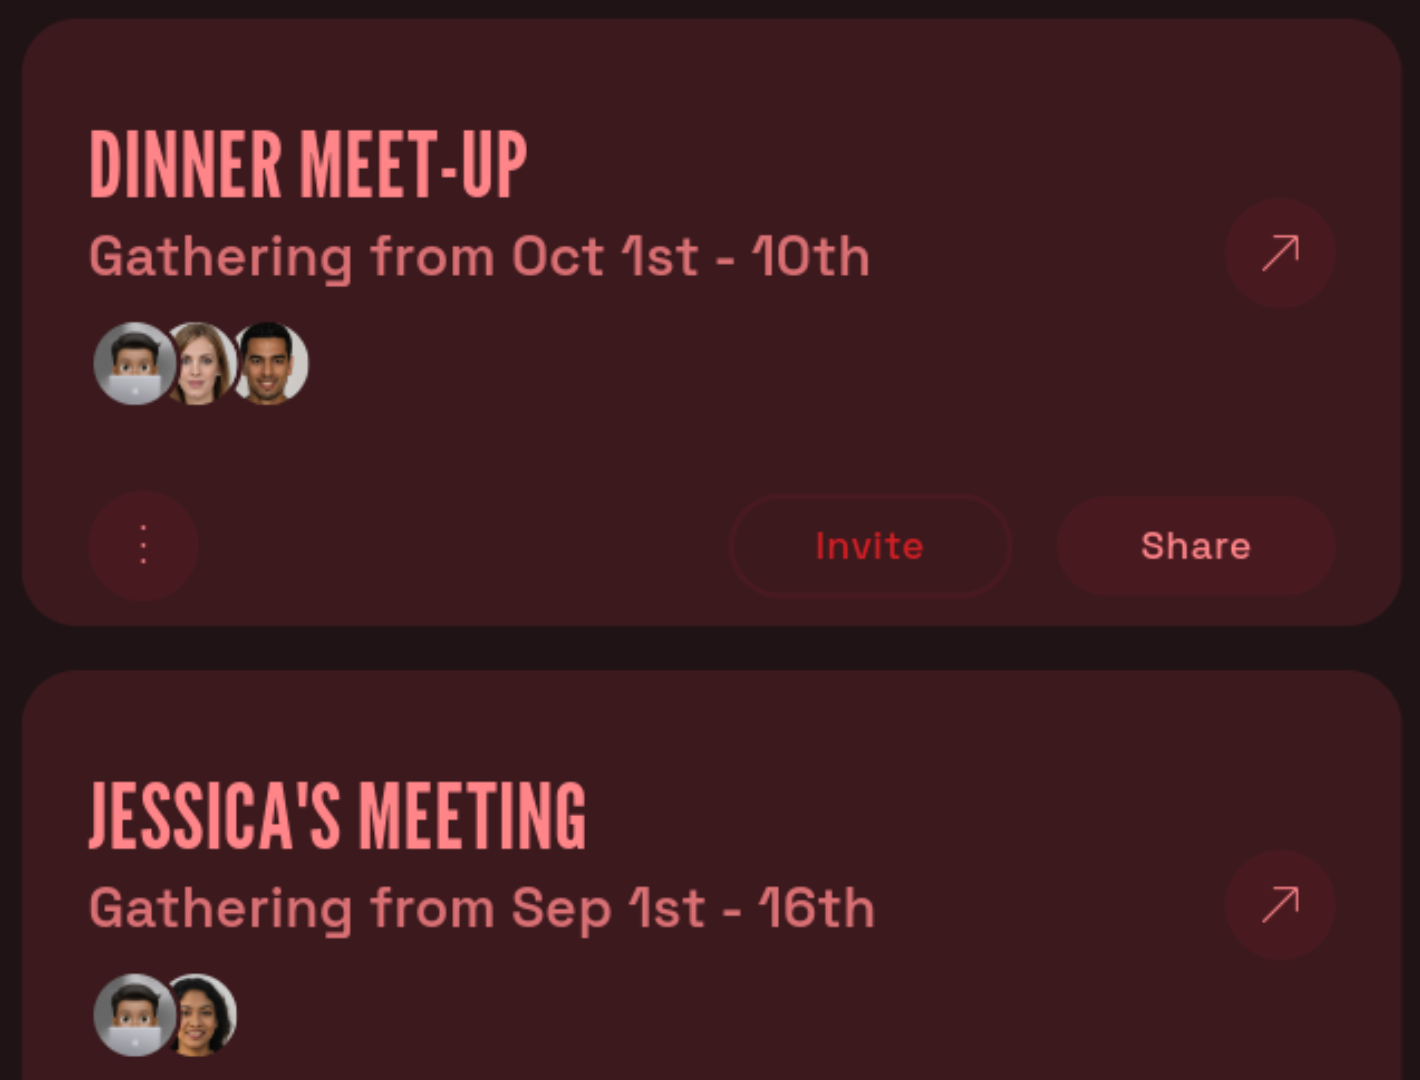 DINNER MEET-UP
Gathering from Oct 1st - 10th
Invite
Share
JESSICA'S MEETING
Gathering from Sep 1st - 16th